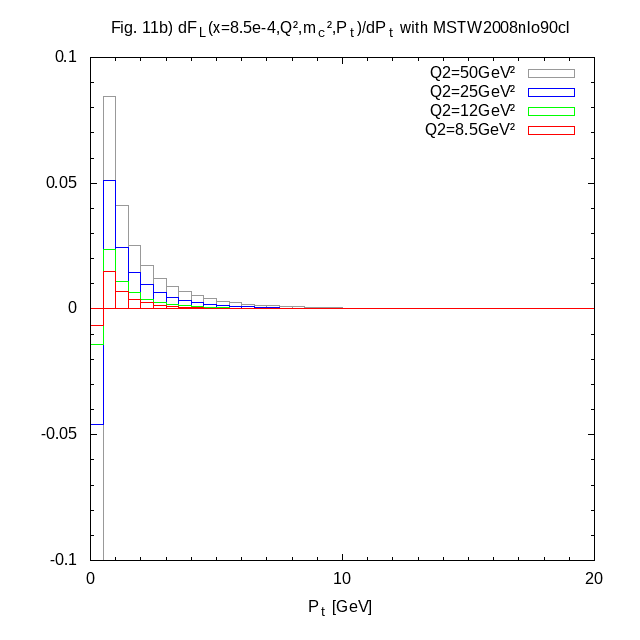 Fig. 11b) dF_L(x=8.5e-4,Q²,m_c²,P_t)/dP_t with MSTW2008nlo90cl
0.1
Q2=50GeV²
Q2=25GeV²
Q2=12GeV²
Q2=8.5GeV²
0.05
0
-0.05
-0.1
0 10 20
P_t [GeV]